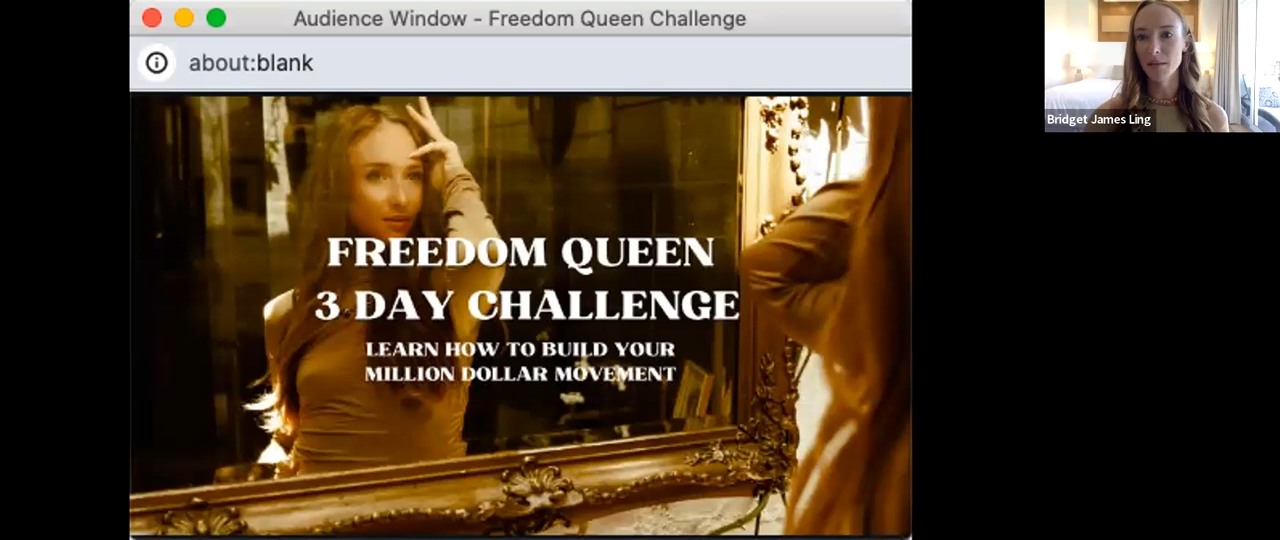 Audience Window - Freedom Queen Challenge
about:blank
Bridget James Ling
FREEDOM QUEEN
3 DAY CHALLENGE
LEARN HOW TO BUILD YOUR
MILLION DOLLAR MOVEMENT